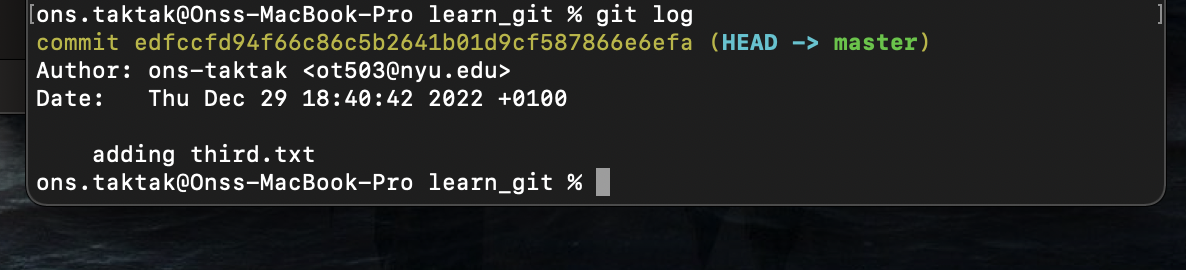 [ons.taktak@Onss-MacBook-Pro learn_git % git log ]
commit edfccfd94f66c86c5b2641b01d9cf587866e6efa (HEAD -> master)
Author: ons-taktak <ot503@nyu.edu>
Date:   Thu Dec 29 18:40:42 2022 +0100
    adding third.txt
ons.taktak@Onss-MacBook-Pro learn_git %